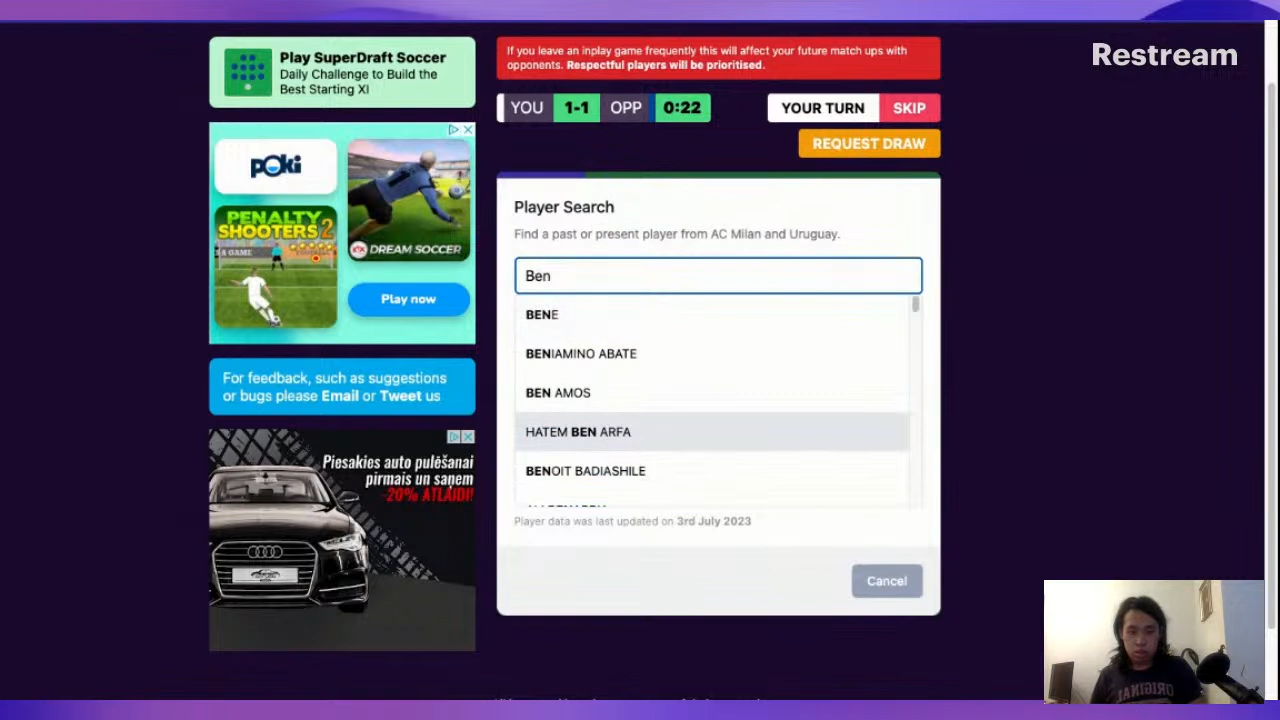 Restream
Play SuperDraft Soccer
Daily Challenge to Build the
Best Starting XI
If you leave an inplay game frequently this will affect your future match ups with
opponents. Respectful players will be prioritised.
YOU 1-1 OPP 0:22
YOUR TURN SKIP
REQUEST DRAW
poki
PENALTY
SHOOTERS 2
DREAM SOCCER
Play now
Player Search
Find a past or present player from AC Milan and Uruguay.
Ben
BENE
BENIAMINO ABATE
BEN AMOS
HATEM BEN ARFA
BENOIT BADIASHILE
Player data was last updated on 3rd July 2023
Cancel
For feedback, such as suggestions
or bugs please Email or Tweet us
Piesakies auto pulēšanai
pirmais un saņem
-20% ATLAIDI!
ORIGINAL